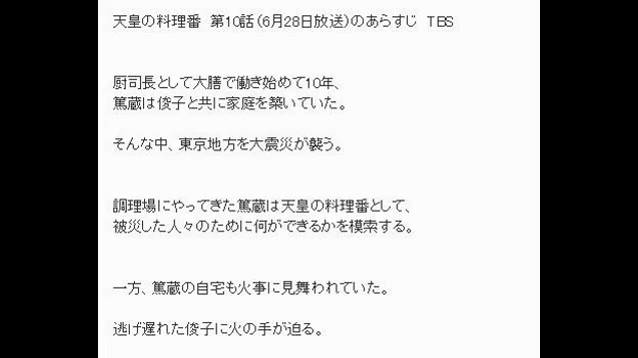 天皇の料理番 第10話(6月28日放送)のあらすじ TBS
厨司長として大膳で働き始めて10年、
篤蔵は俊子と共に家庭を築いていた。
そんな中、東京地方を大震災が襲う。
調理場にやってきた篤蔵は天皇の料理番として、
被災した人々のために何ができるかを模索する。
一方、篤蔵の自宅も火事に見舞われていた。
逃げ遅れた俊子に火の手が迫る。